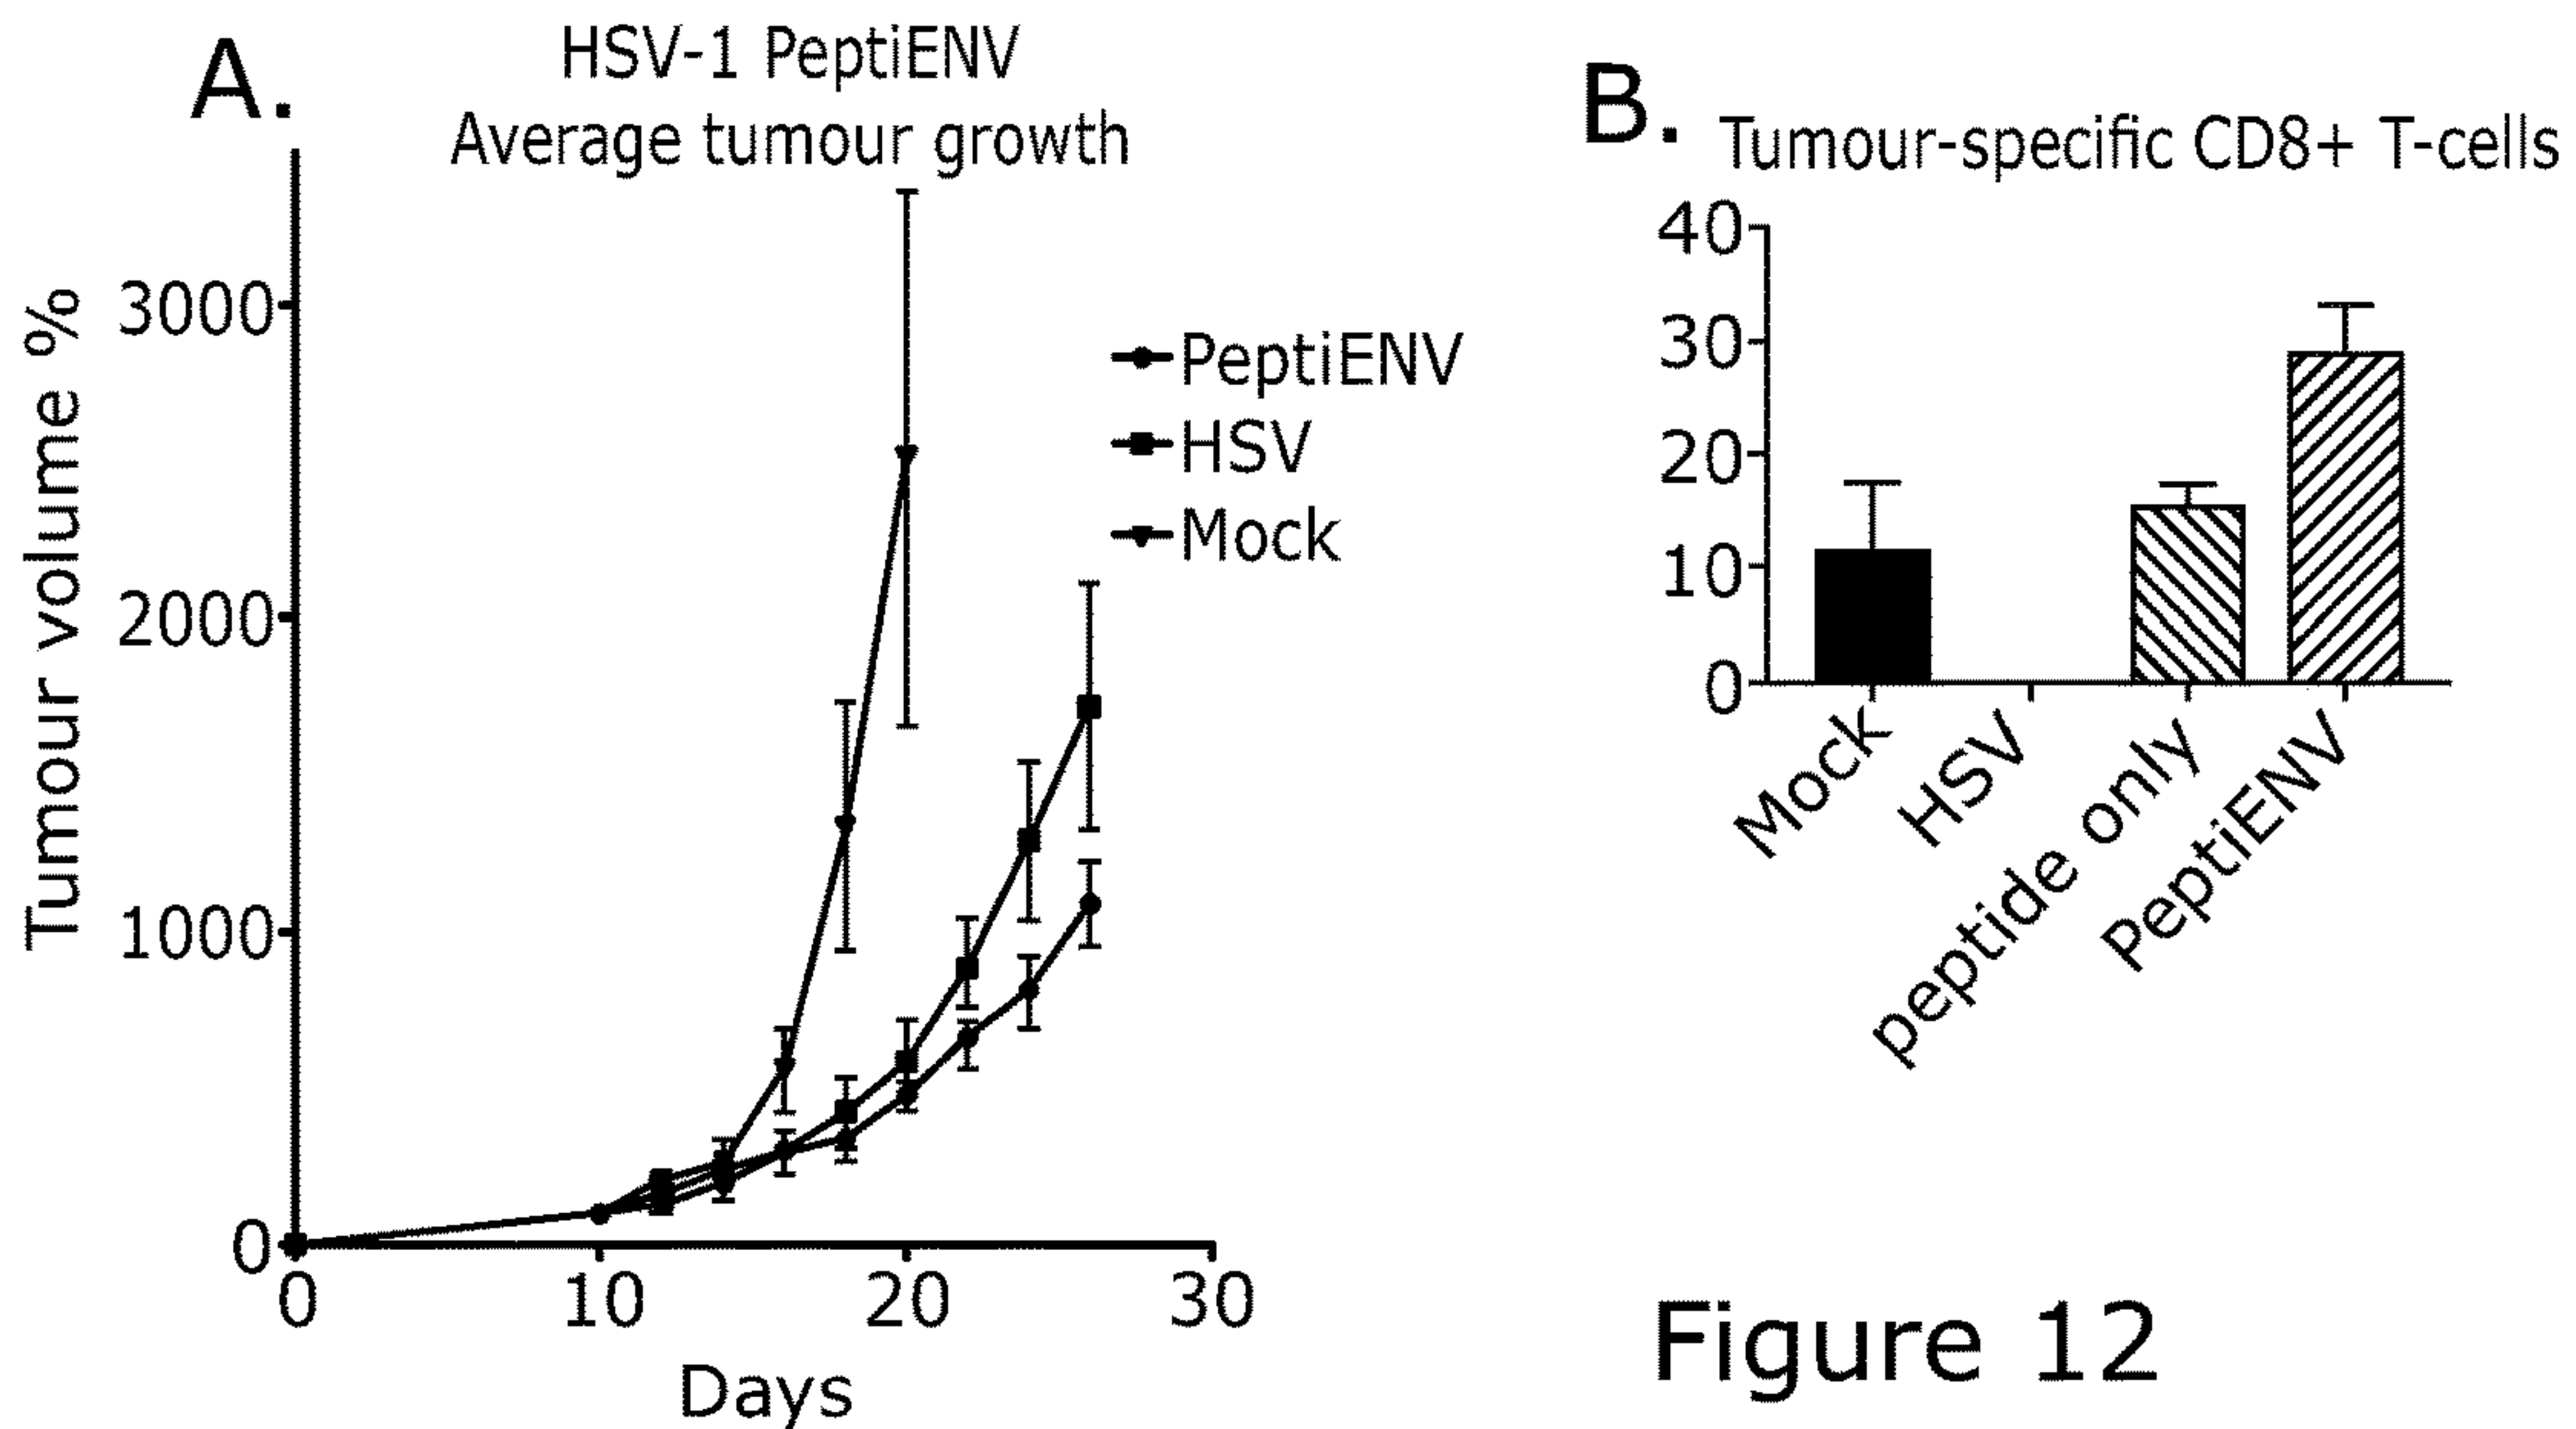 A.
HSV-1 PeptiENV
Average tumour growth
Tumour volume %
3000
2000
1000
0
0
10
20
30
Days
PeptiENV
HSV
Mock
B.
Tumour-specific CD8+ T-cells
40
30
20
10
0
Mock
HSV
peptide only
PeptiENV
Figure 12